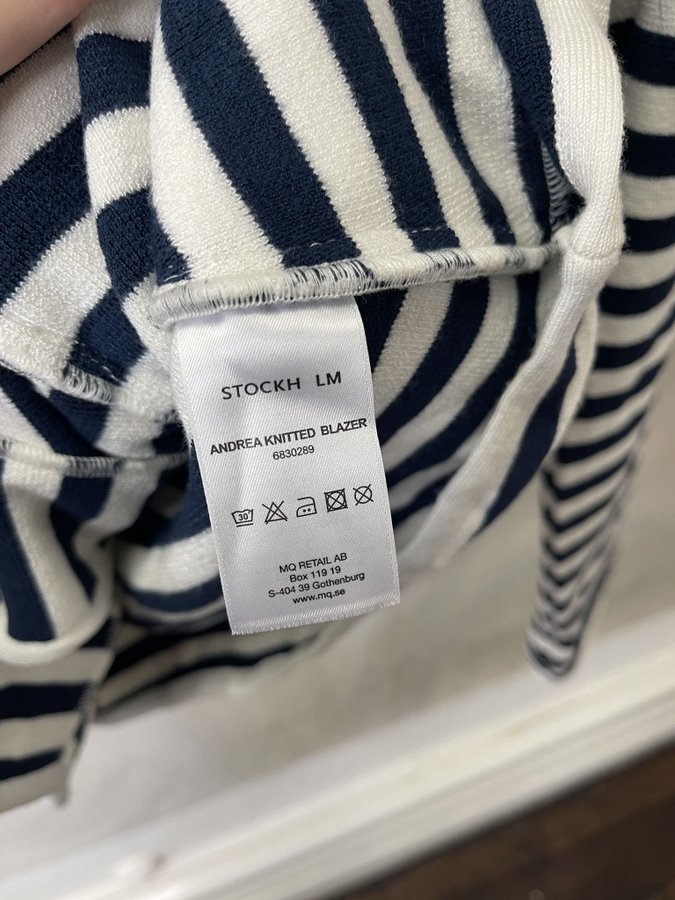 STOCKH LM
ANDREA KNITTED BLAZER
6830289
30
MQ RETAIL AB
Box 119 19
S-404 39 Gothenburg
www.mq.se